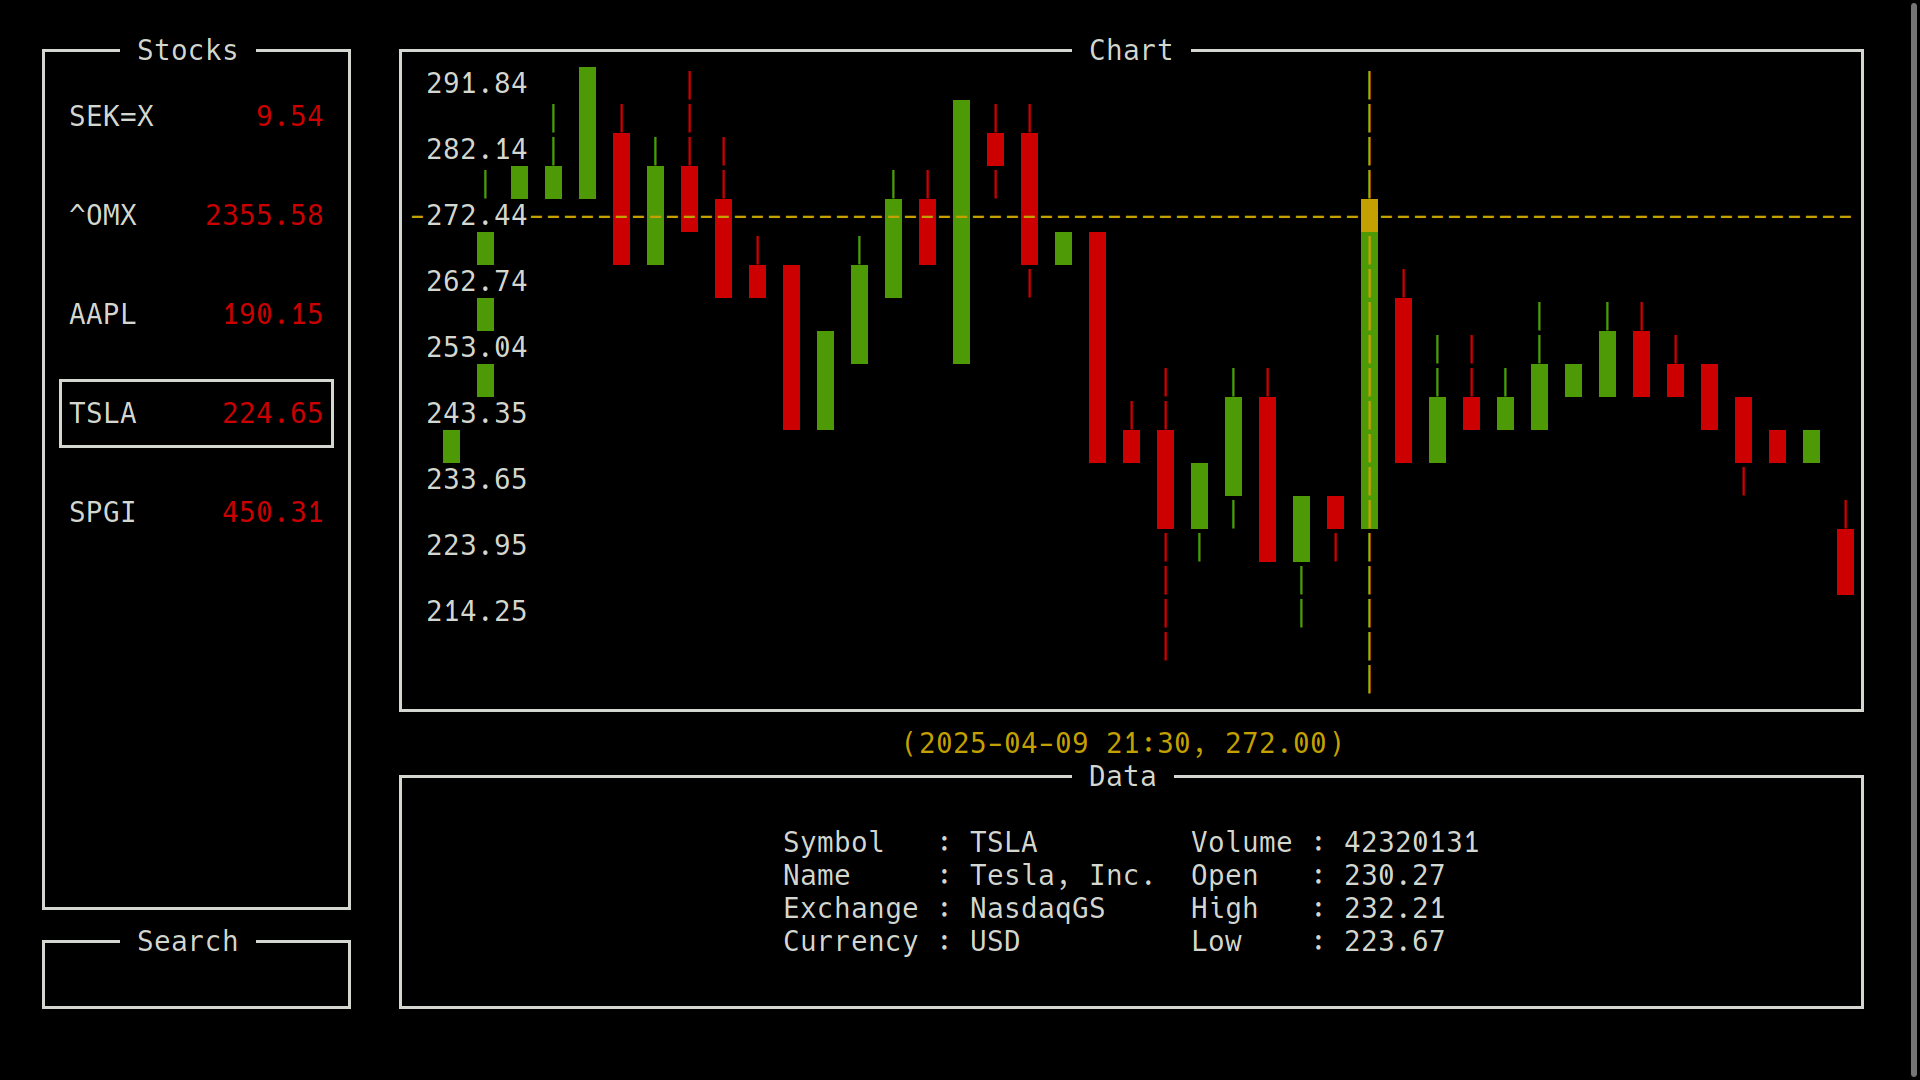 Stocks
SEK=X 9.54
^OMX 2355.58
AAPL 190.15
TSLA 224.65
SPGI 450.31
Search
Chart
291.84
282.14
272.44
262.74
253.04
243.35
233.65
223.95
214.25
(2025-04-09 21:30, 272.00)
Data
Symbol : TSLA Volume : 42320131
Name : Tesla, Inc. Open : 230.27
Exchange : NasdaqGS High : 232.21
Currency : USD Low : 223.67